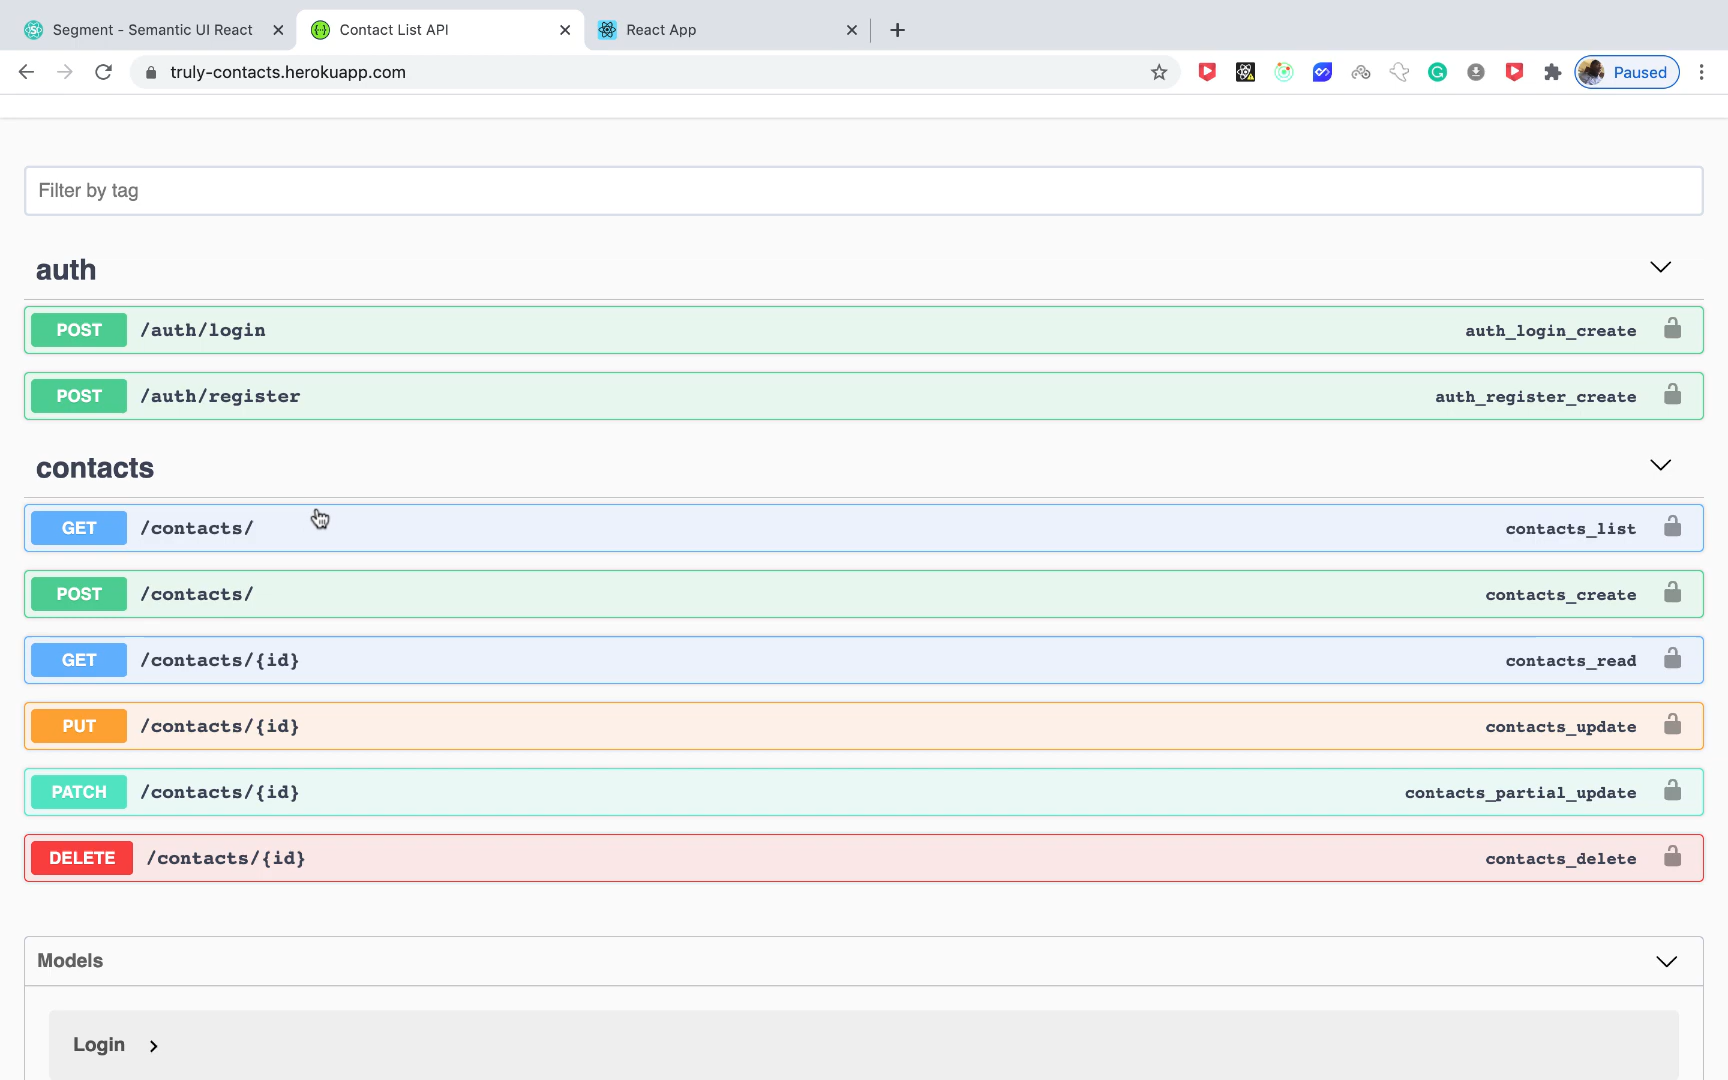 Segment - Semantic UI React
Contact List API
React App
truly-contacts.herokuapp.com
Paused
Filter by tag
auth
POST /auth/login auth_login_create
POST /auth/register auth_register_create
contacts
GET /contacts/ contacts_list
POST /contacts/ contacts_create
GET /contacts/{id} contacts_read
PUT /contacts/{id} contacts_update
PATCH /contacts/{id} contacts_partial_update
DELETE /contacts/{id} contacts_delete
Models
Login